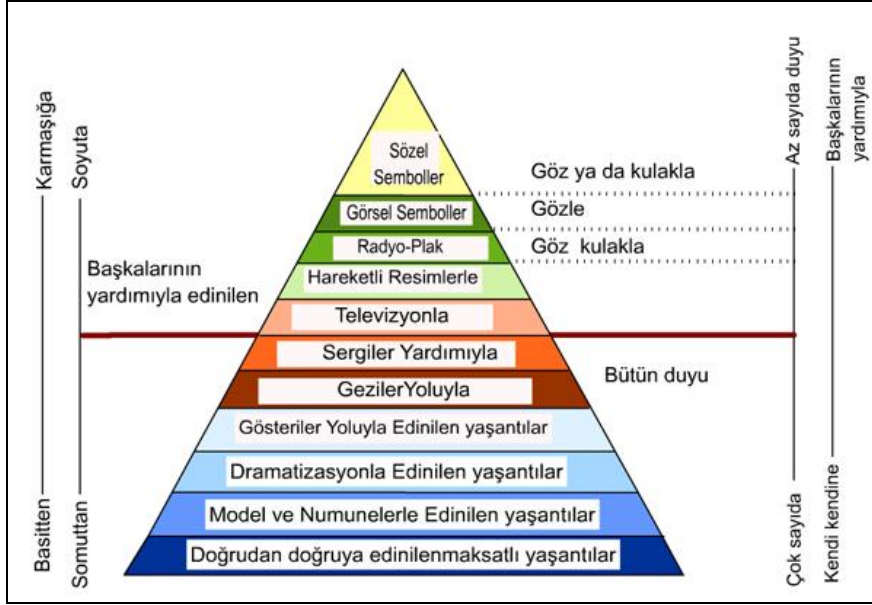 Sözel
Semboller
Görsel Semboller
Radyo-Plak
Hareketli Resimlerle
Televizyonla
Sergiler Yardımıyla
GezilerYoluyla
Gösteriler Yoluyla Edinilen yaşantılar
Dramatizasyonla Edinilen yaşantılar
Model ve Numunelerle Edinilen yaşantılar
Doğrudan doğruya edinilenmaksatlı yaşantılar
Karmaşığa
Basitten
Soyuta
Somuttan
Başkalarının
yardımıyla edinilen
Göz ya da kulakla
Gözle
Göz kulakla
Bütün duyu
Az sayıda duyu
Çok sayıda
Başkalarının
yardımıyla
Kendi kendine